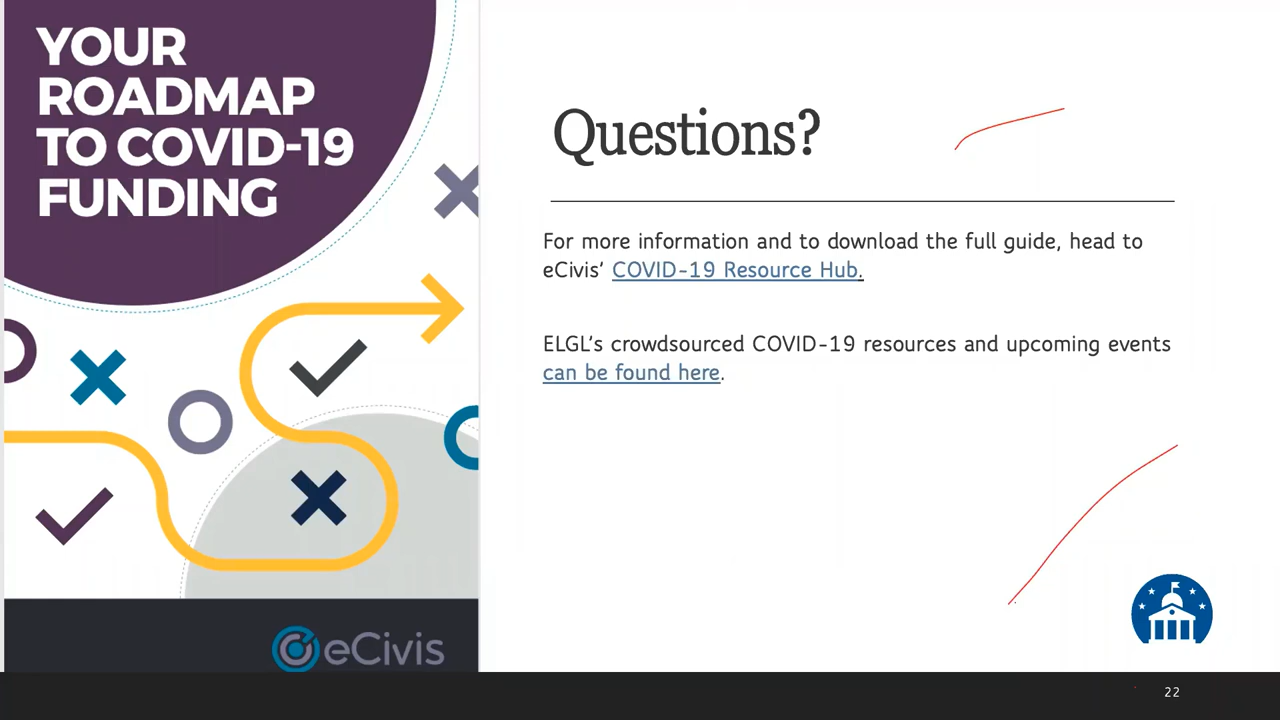 YOUR
ROADMAP
TO COVID-19
FUNDING
eCivis
Questions?
For more information and to download the full guide, head to
eCivis’ COVID-19 Resource Hub.
ELGL’s crowdsourced COVID-19 resources and upcoming events
can be found here.
22